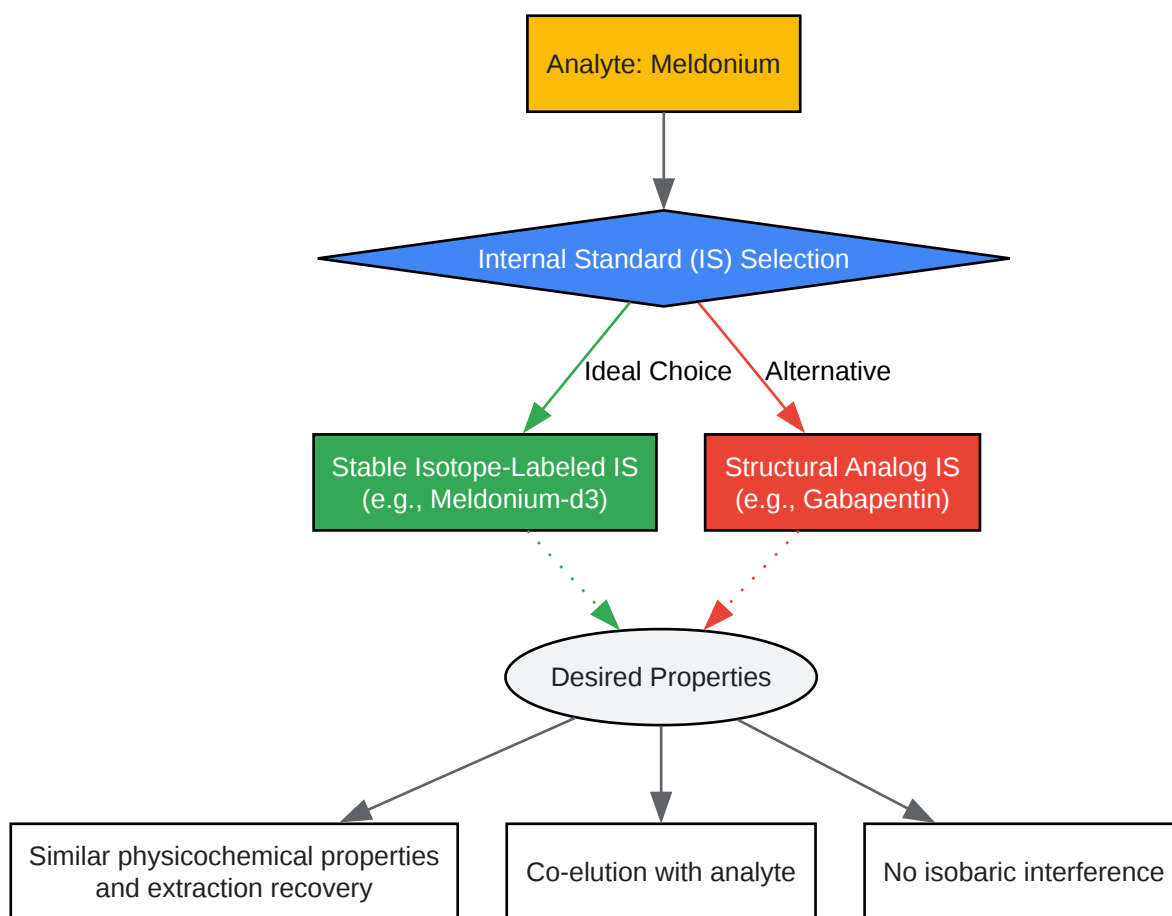 Analyte: Meldonium
Internal Standard (IS) Selection
Ideal Choice
Alternative
Stable Isotope-Labeled IS
(e.g., Meldonium-d3)
Structural Analog IS
(e.g., Gabapentin)
Desired Properties
Similar physicochemical properties
and extraction recovery
Co-elution with analyte
No isobaric interference